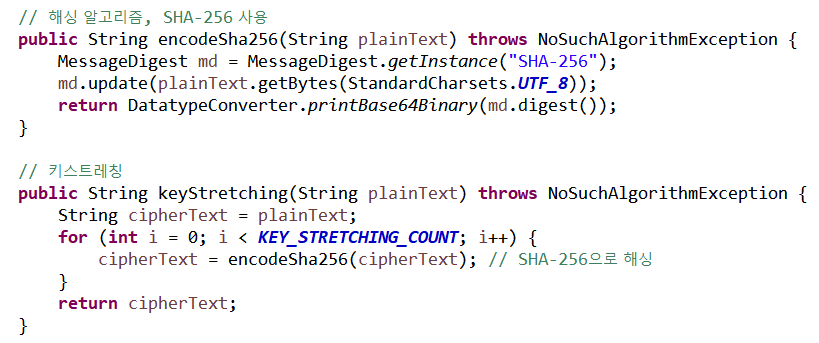 // 해싱 알고리즘, SHA-256 사용
public String encodeSha256(String plainText) throws NoSuchAlgorithmException {
    MessageDigest md = MessageDigest.getInstance("SHA-256");
    md.update(plainText.getBytes(StandardCharsets.UTF_8));
    return DatatypeConverter.printBase64Binary(md.digest());
}

// 키스트레칭
public String keyStretching(String plainText) throws NoSuchAlgorithmException {
    String cipherText = plainText;
    for (int i = 0; i < KEY_STRETCHING_COUNT; i++) {
        cipherText = encodeSha256(cipherText); // SHA-256으로 해싱
    }
    return cipherText;
}